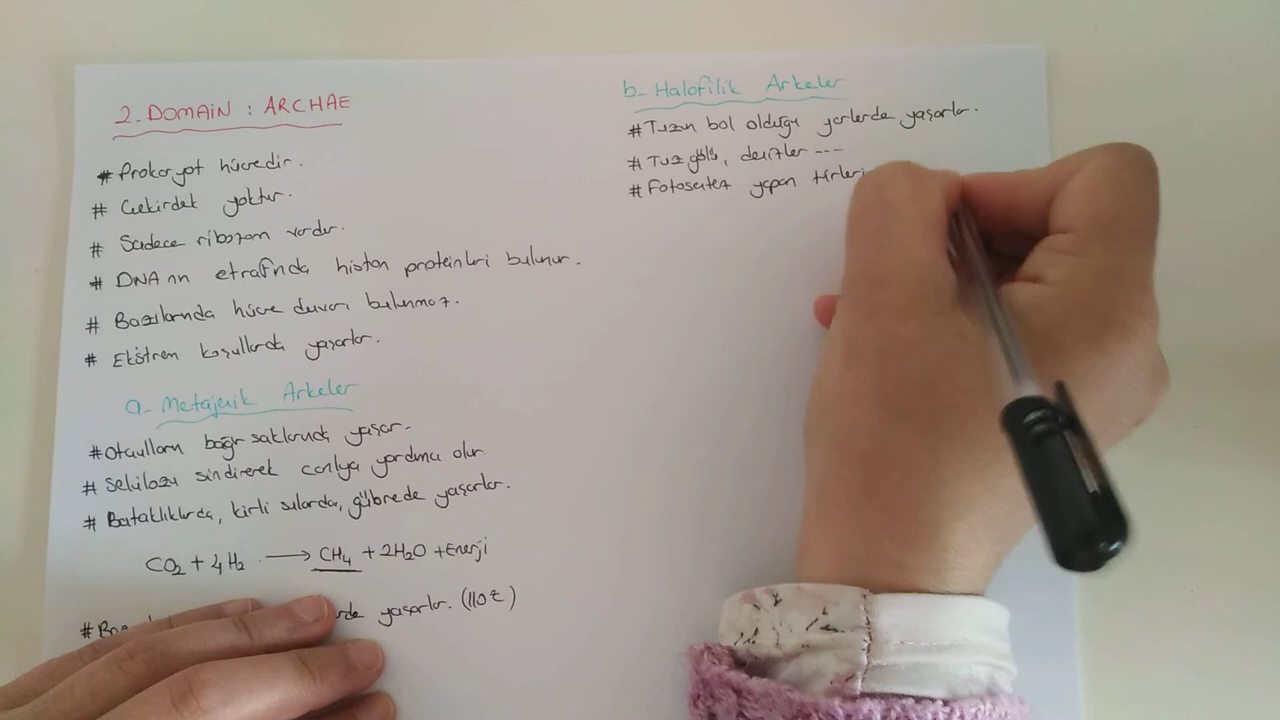 2. DOMAİN : ARCHAE
# Prokaryot hücredir.
# Çekirdek yoktur.
# Sadece ribozom vardır.
# DNA nın etrafında histon proteinleri bulunur.
# Bazılarında hücre duvarı bulunmaz.
# Ekstrem koşullarda yaşarlar.
a- Metajenik Arkeler
# Otçulların bağırsaklarında yaşar.
# Selülozu sindirerek canlıya yardımcı olur
# Bataklıklarda, kirli sularda, gübrede yaşarlar.
CO2 + 4H2 → CH4 + 2H2O + Enerji
# yaşarlar. (110 °C)
b- Halofilik Arkeler
# Tuzun bol olduğu yerlerde yaşarlar.
# Tuz gölü, denizler ---
# Fotosentez yapan türleri